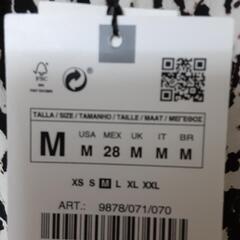 FSC
TALLA / SIZE / TAMANHO / TAILLE / MAAT / ΜΕΓΕΘΟΣ
M
USA MEX UK IT BR
M 28 M M M
XS S M L XL XXL
ART.: 9878/071/070